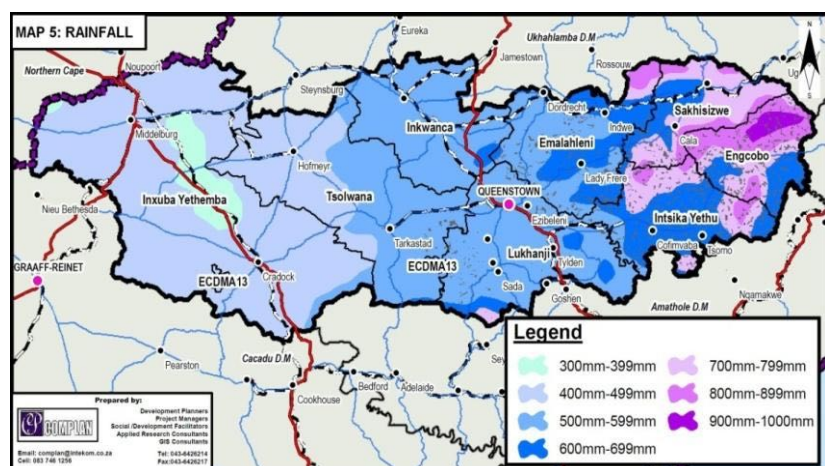 MAP 5: RAINFALL
Northern Cape
Noupoort
Eureka
Ukhahlamba D.M
Jamestown
Rossouw
N
S
Steynsburg
Dordrecht
Middelburg
Inkwanca
Indwe
Sakhisizwe
Emalahleni
Cala
Hofmeyr
Engcobo
Inxuba Yethemba
Tsolwana
Lady Frere
QUEENSTOWN
Nieu Bethesda
Ezibeleni
Intsika Yethu
Tarkastad
Lukhanji
Cofimvaba
Tsomo
GRAAFF-REINET
ECDMA13
Cradock
ECDMA13
Tylden
Sada
Goshen
Amathole D.M
Nqamakwe
Pearston
Cacadu D.M
Bedford
Adelaide
Cookhouse
Legend
300mm-399mm
400mm-499mm
500mm-599mm
600mm-699mm
700mm-799mm
800mm-899mm
900mm-1000mm
Prepared by:
COMPLAN
Development Planners
Project Managers
Social /Development Facilitators
Applied Research Consultants
GIS Consultants
Email: complan@intekom.co.za
Cell: 083 746 1256
Tel: 043-6426214
Fax:043-6426217